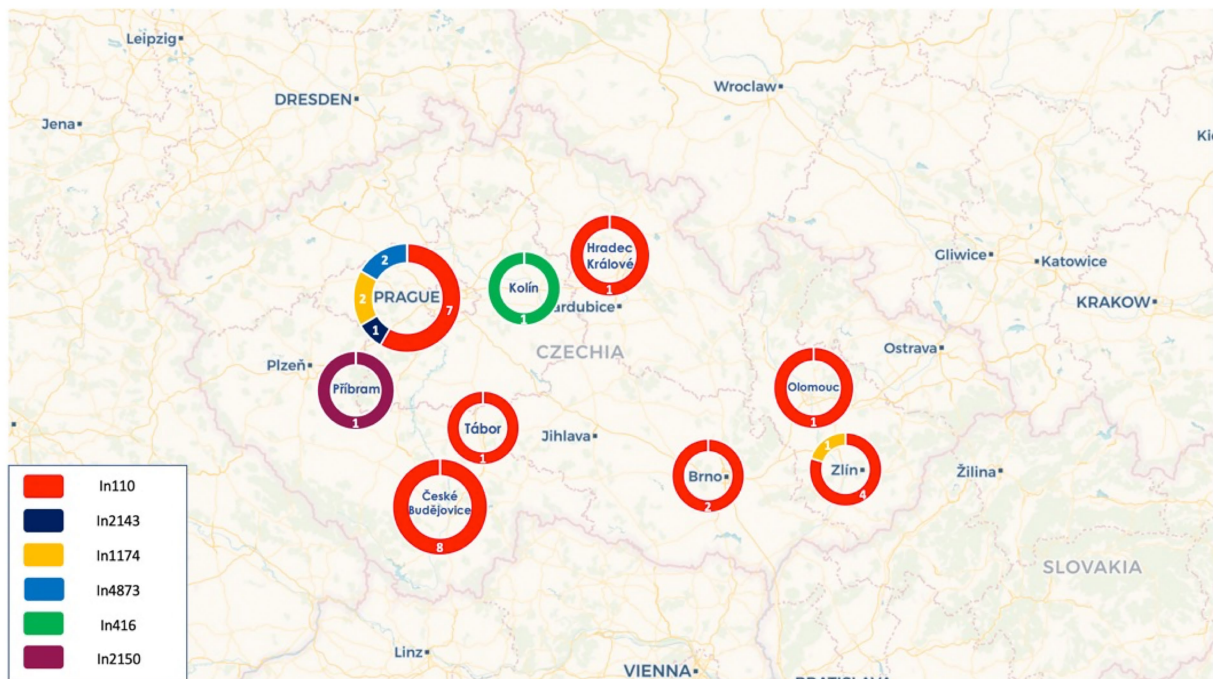 Leipzig
DRESDEN
Wroclaw
Jena
Hradec
Králové
1
2
2
PRAGUE
7
1
Kolín
1
ardubice
Gliwice
Katowice
KRAKOW
CZECHIA
Ostrava
Plzeň
Příbram
1
Olomouc
1
Tábor
1
Jihlava
Brno
2
1
Zlín
4
Žilina
České
Budějovice
8
SLOVAKIA
Linz
VIENNA
In110
In2143
In1174
In4873
In416
In2150